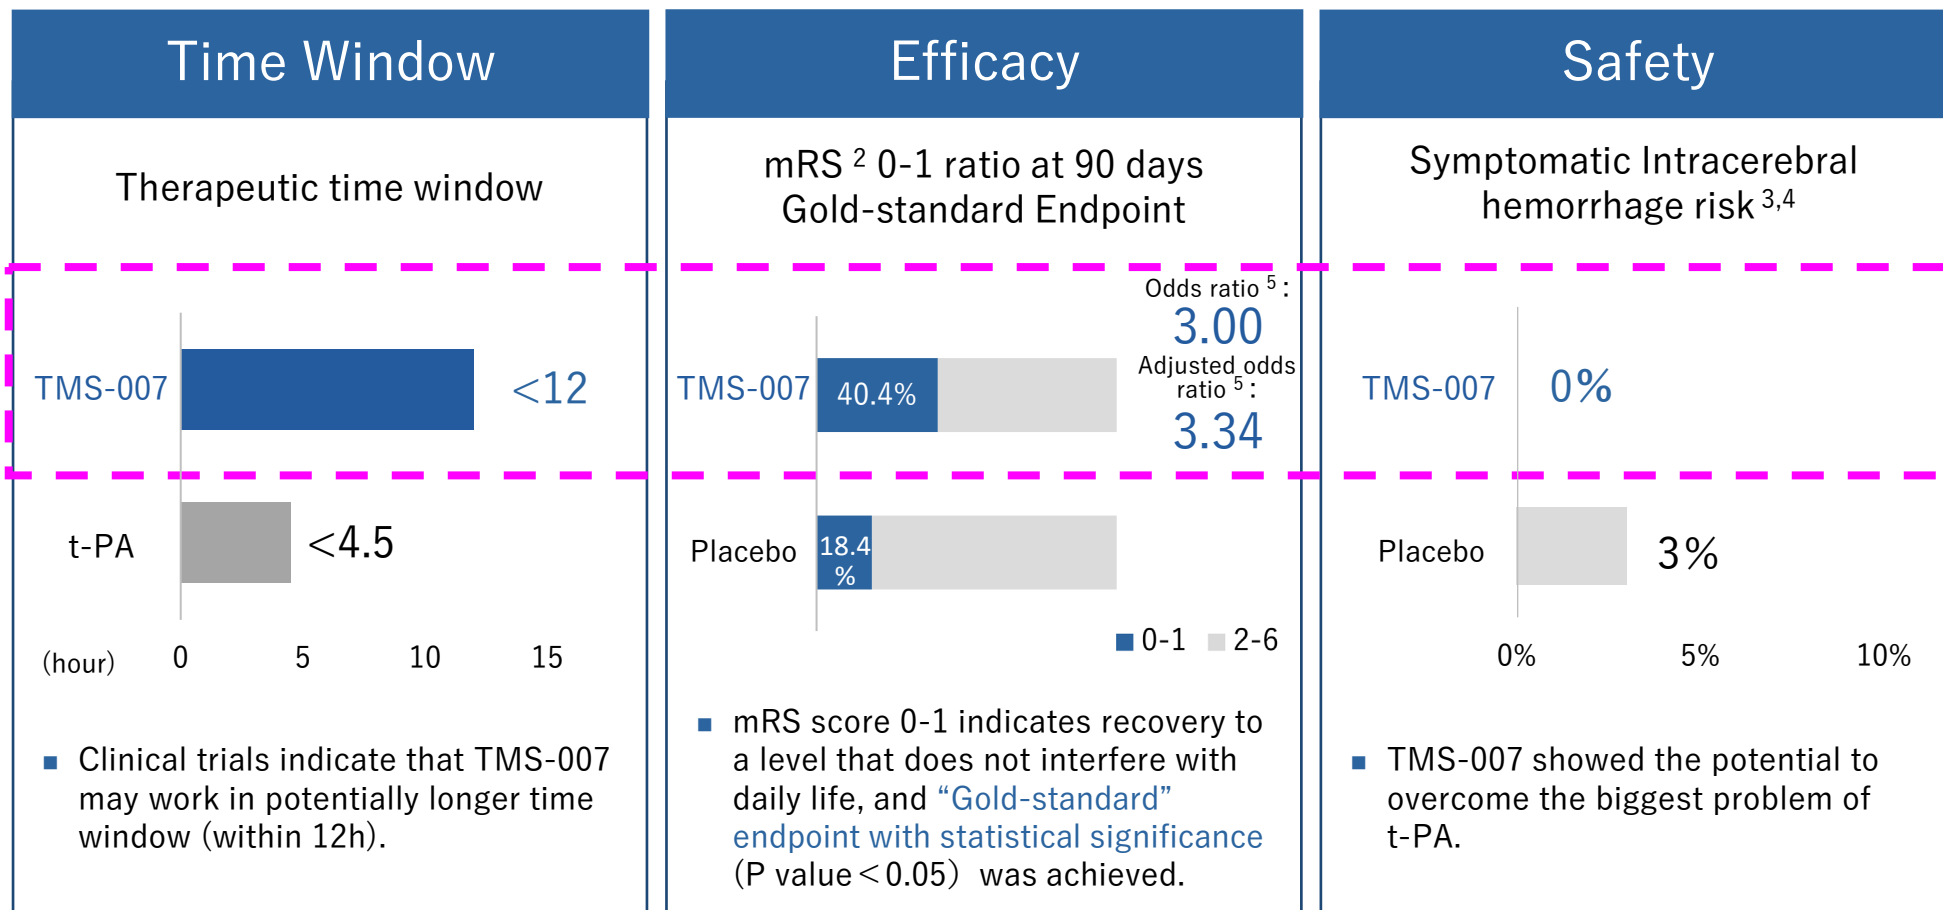 Time Window
Therapeutic time window
TMS-007
<12
t-PA
<4.5
(hour)
0
5
10
15
■ Clinical trials indicate that TMS-007
may work in potentially longer time
window (within 12h).
Efficacy
mRS ² 0-1 ratio at 90 days
Gold-standard Endpoint
Odds ratio ⁵ :
3.00
Adjusted odds
ratio ⁵ :
3.34
TMS-007
40.4%
Placebo
18.4
%
■ 0-1 ■ 2-6
■ mRS score 0-1 indicates recovery to
a level that does not interfere with
daily life, and “Gold-standard”
endpoint with statistical significance
(P value＜0.05) was achieved.
Safety
Symptomatic Intracerebral
hemorrhage risk ³,⁴
TMS-007
0%
Placebo
3%
0%
5%
10%
■ TMS-007 showed the potential to
overcome the biggest problem of
t-PA.